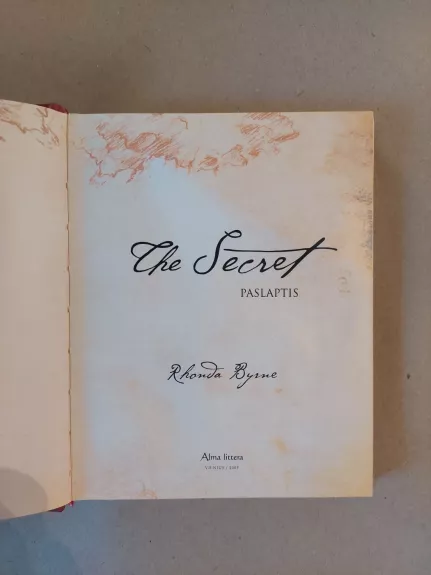 The Secret
PASLAPTIS
Rhonda Byrne
Alma littera